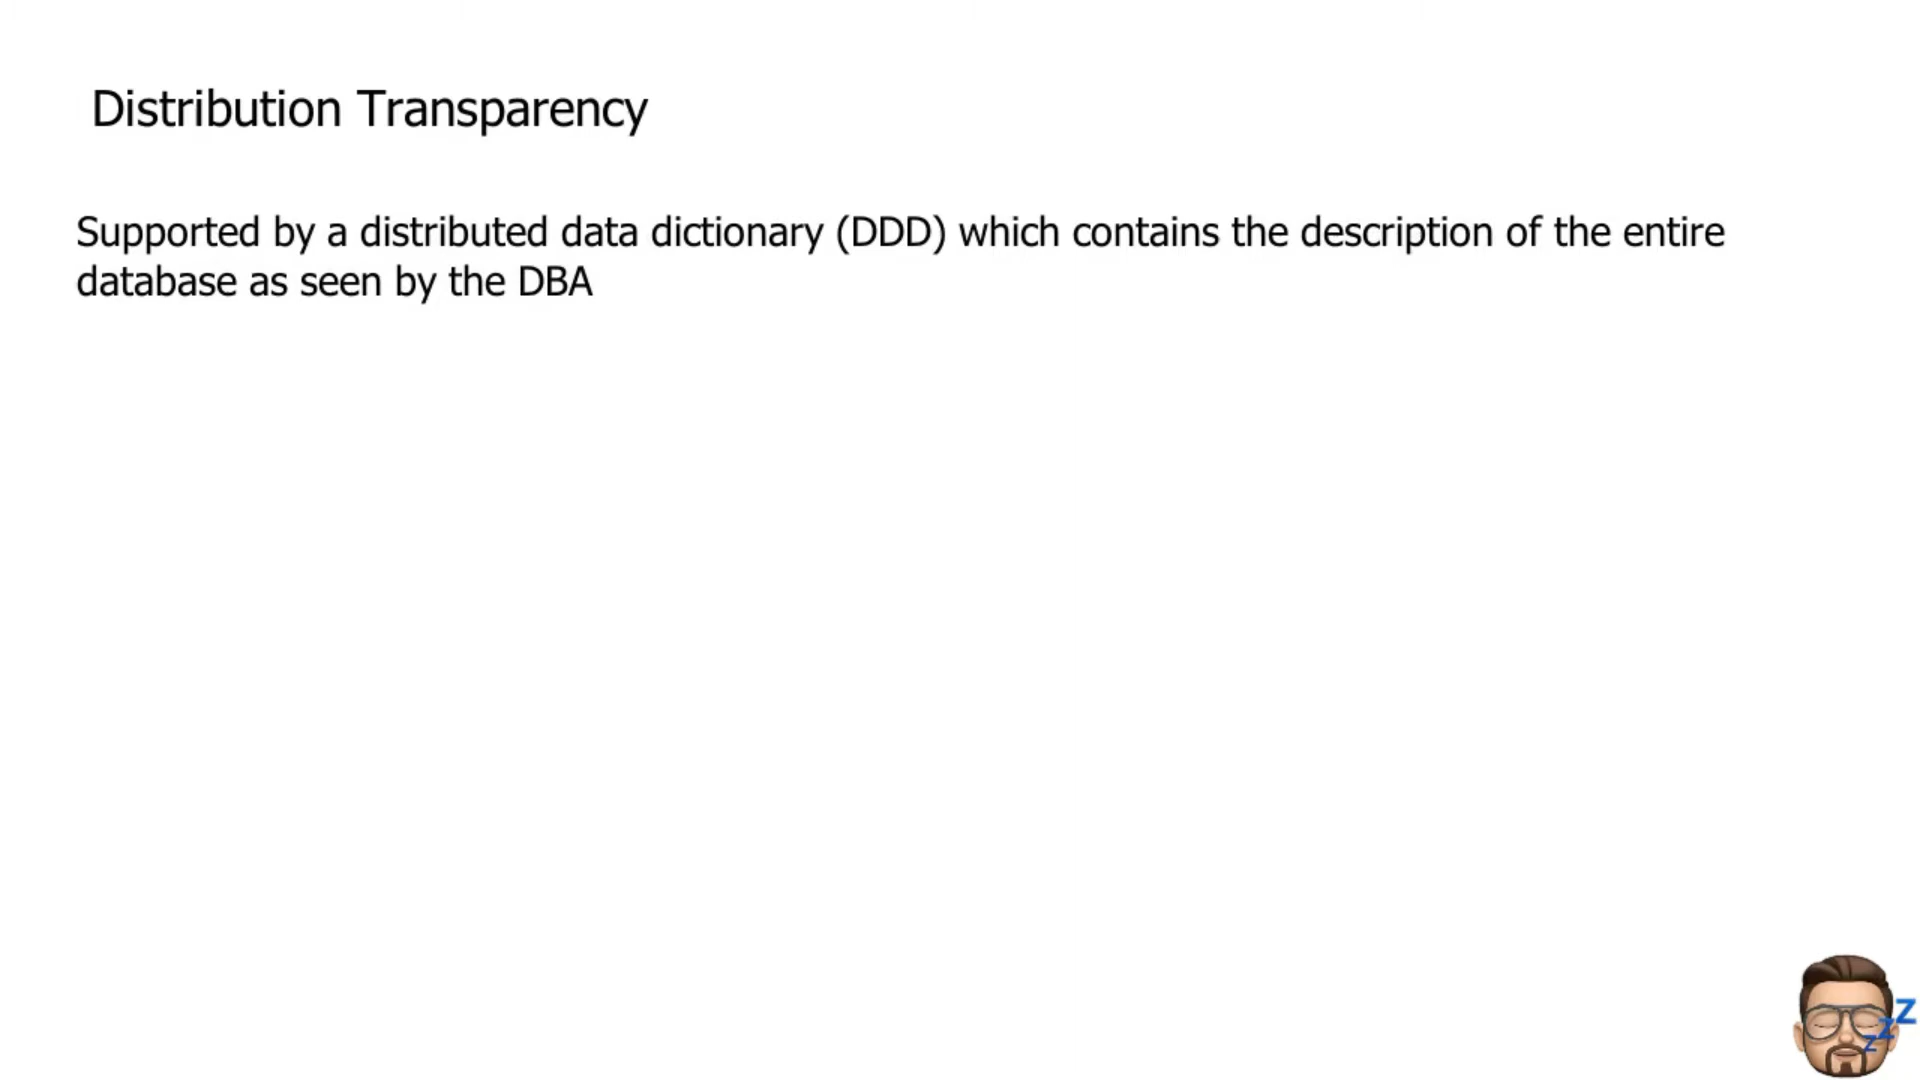 Distribution Transparency
Supported by a distributed data dictionary (DDD) which contains the description of the entire
database as seen by the DBA
z z Z